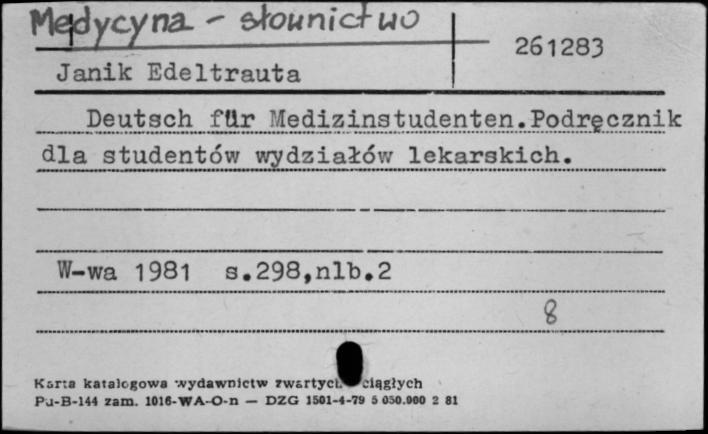 Medycyna - słownictwo
261283
Janik Edeltrauta
Deutsch für Medizinstudenten.Podręcznik
dla studentów wydziałów lekarskich.
W-wa 1981 s.298,nlb.2
8
Karta katalogowa wydawnictw zwartych ciągłych
Pu-B-144 zam. 1016-WA-O-n — DZG 1501-4-79 5 050.000 2 81